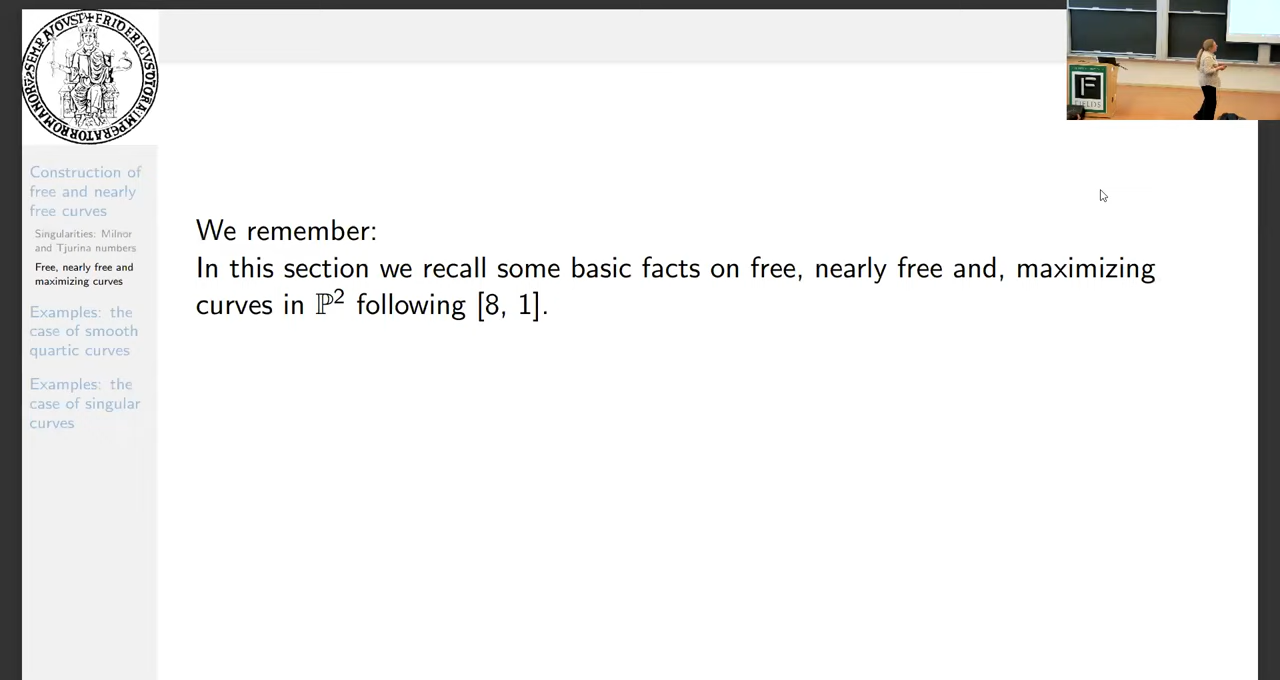 Construction of
free and nearly
free curves
Singularities: Milnor
and Tjurina numbers
Free, nearly free and
maximizing curves
Examples: the
case of smooth
quartic curves
Examples: the
case of singular
curves
We remember:
In this section we recall some basic facts on free, nearly free and, maximizing
curves in ℙ² following [8, 1].
F
FIELDS